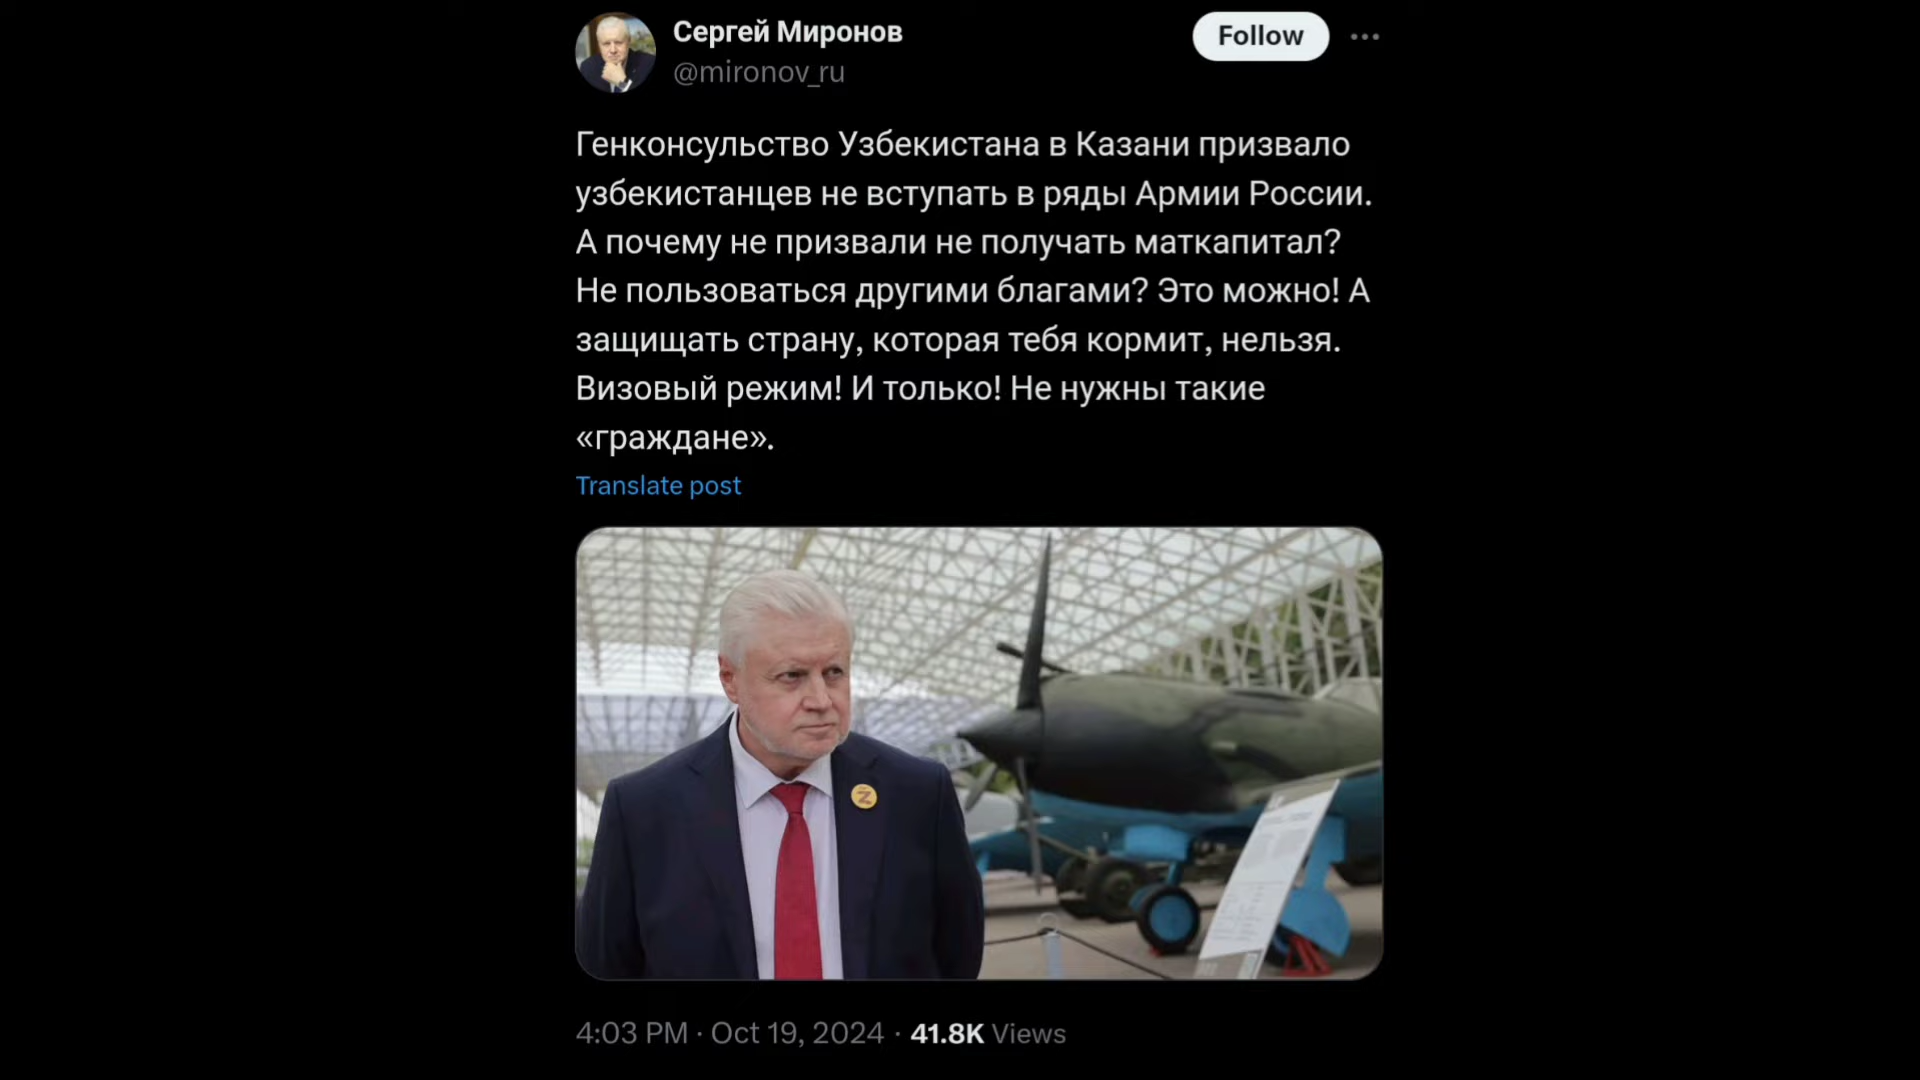 Сергей Миронов
@mironov_ru
Follow
Генконсульство Узбекистана в Казани призвало
узбекистанцев не вступать в ряды Армии России.
А почему не призвали не получать маткапитал?
Не пользоваться другими благами? Это можно! А
защищать страну, которая тебя кормит, нельзя.
Визовый режим! И только! Не нужны такие
«граждане».
Translate post
Z
4:03 PM · Oct 19, 2024 · 41.8K Views